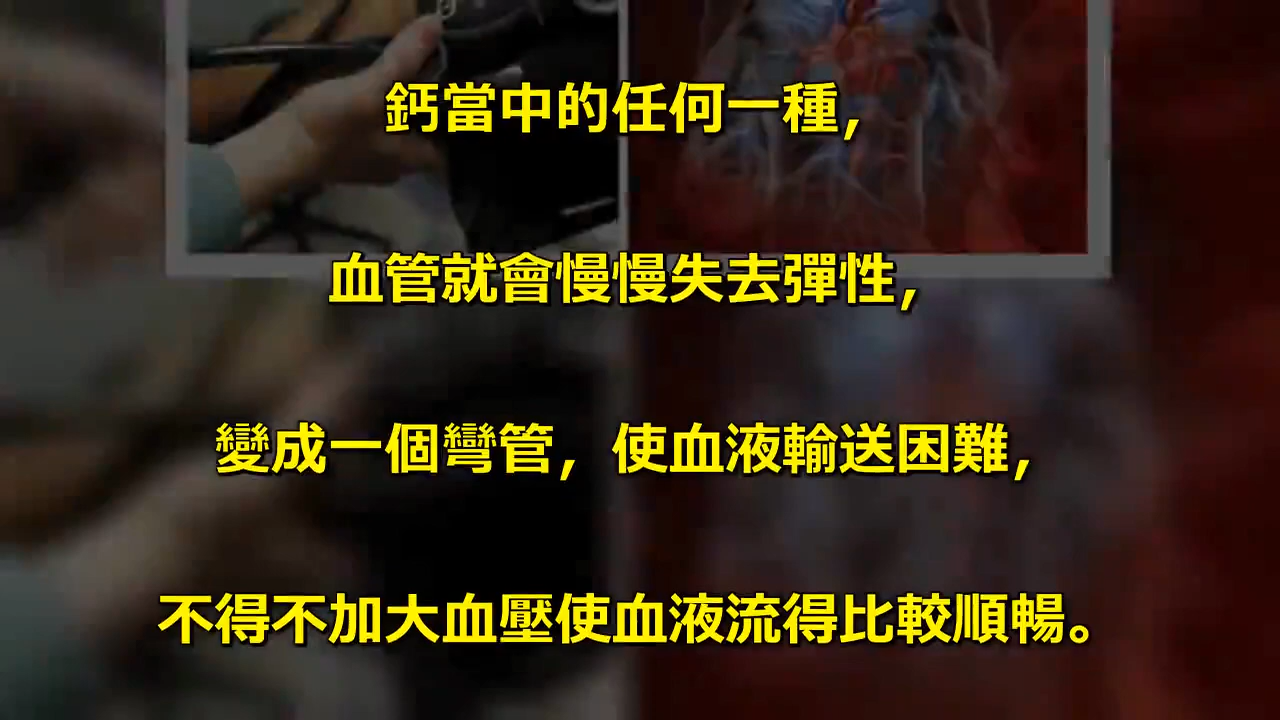 鈣當中的任何一種，
血管就會慢慢失去彈性，
變成一個彎管，使血液輸送困難，
不得不加大血壓使血液流得比較順暢。